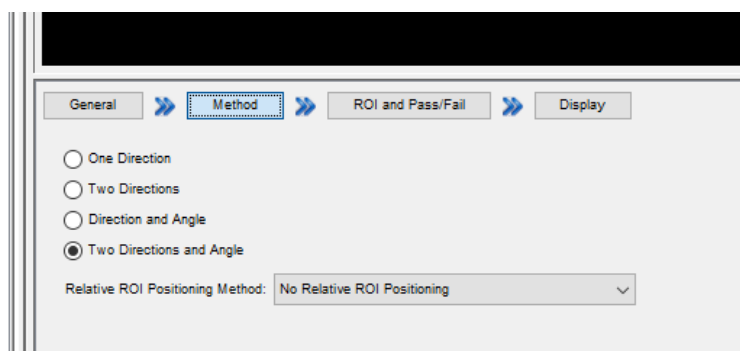 General Method ROI and Pass/Fail Display
One Direction
Two Directions
Direction and Angle
Two Directions and Angle
Relative ROI Positioning Method: No Relative ROI Positioning